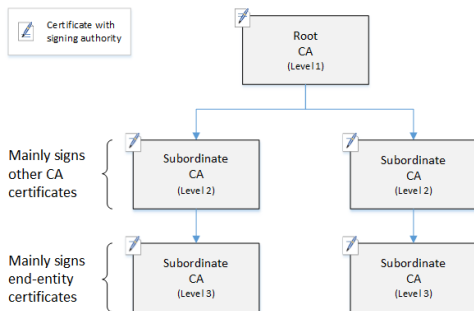 Certificate with
signing authority
Root
CA
(Level 1)
Mainly signs
other CA
certificates
Subordinate
CA
(Level 2)
Subordinate
CA
(Level 2)
Mainly signs
end-entity
certificates
Subordinate
CA
(Level 3)
Subordinate
CA
(Level 3)